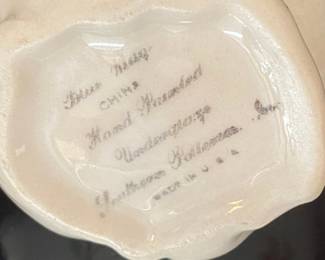 Blue Ridge
CHINA
Hand Painted
Underglaze
Southern Potteries Inc.
MADE IN U.S.A.